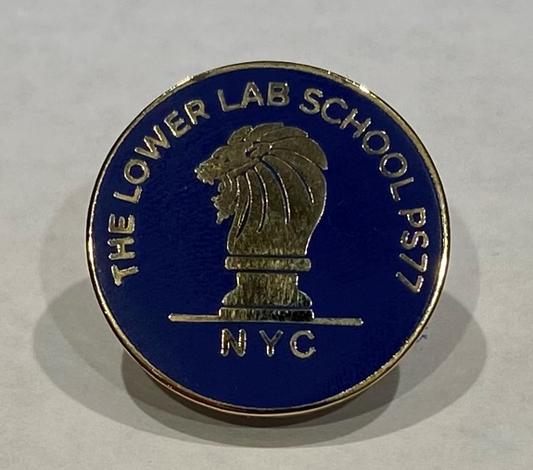 THE LOWER LAB SCHOOL PS77
NYC